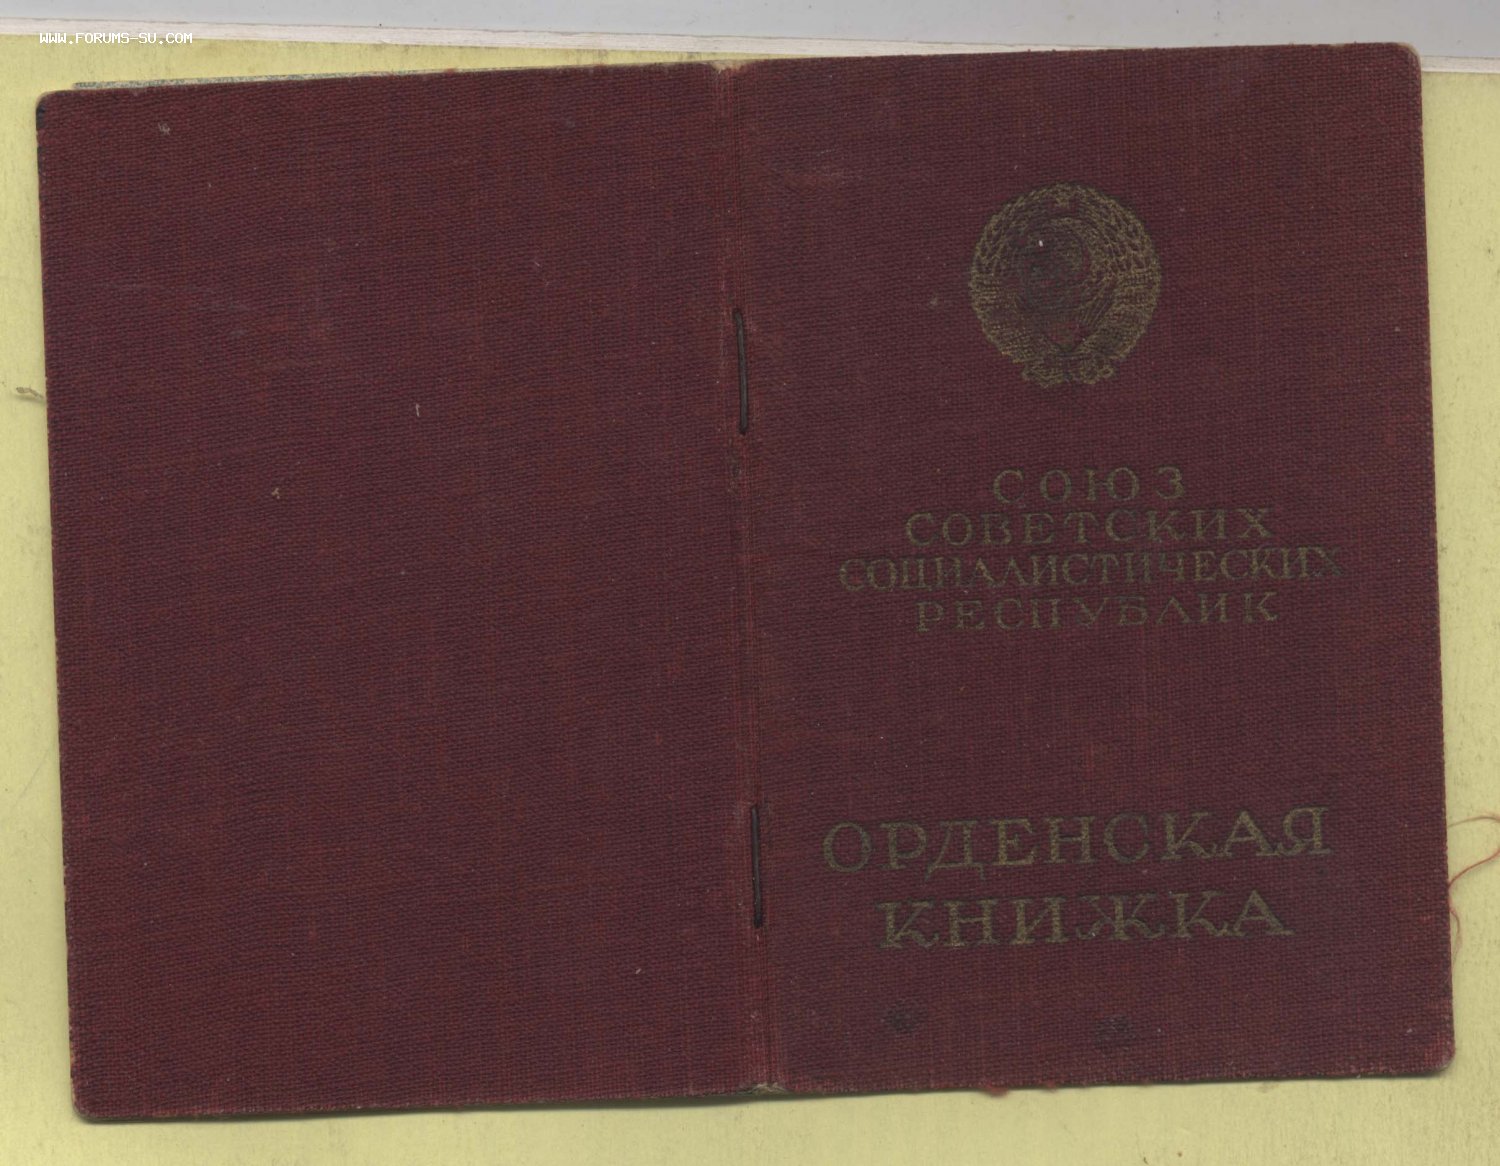 WWW.FORUMS-SU.COM
СОЮЗ
СОВЕТСКИХ
СОЦИАЛИСТИЧЕСКИХ
РЕСПУБЛИК
ОРДЕНСКАЯ
КНИЖКА